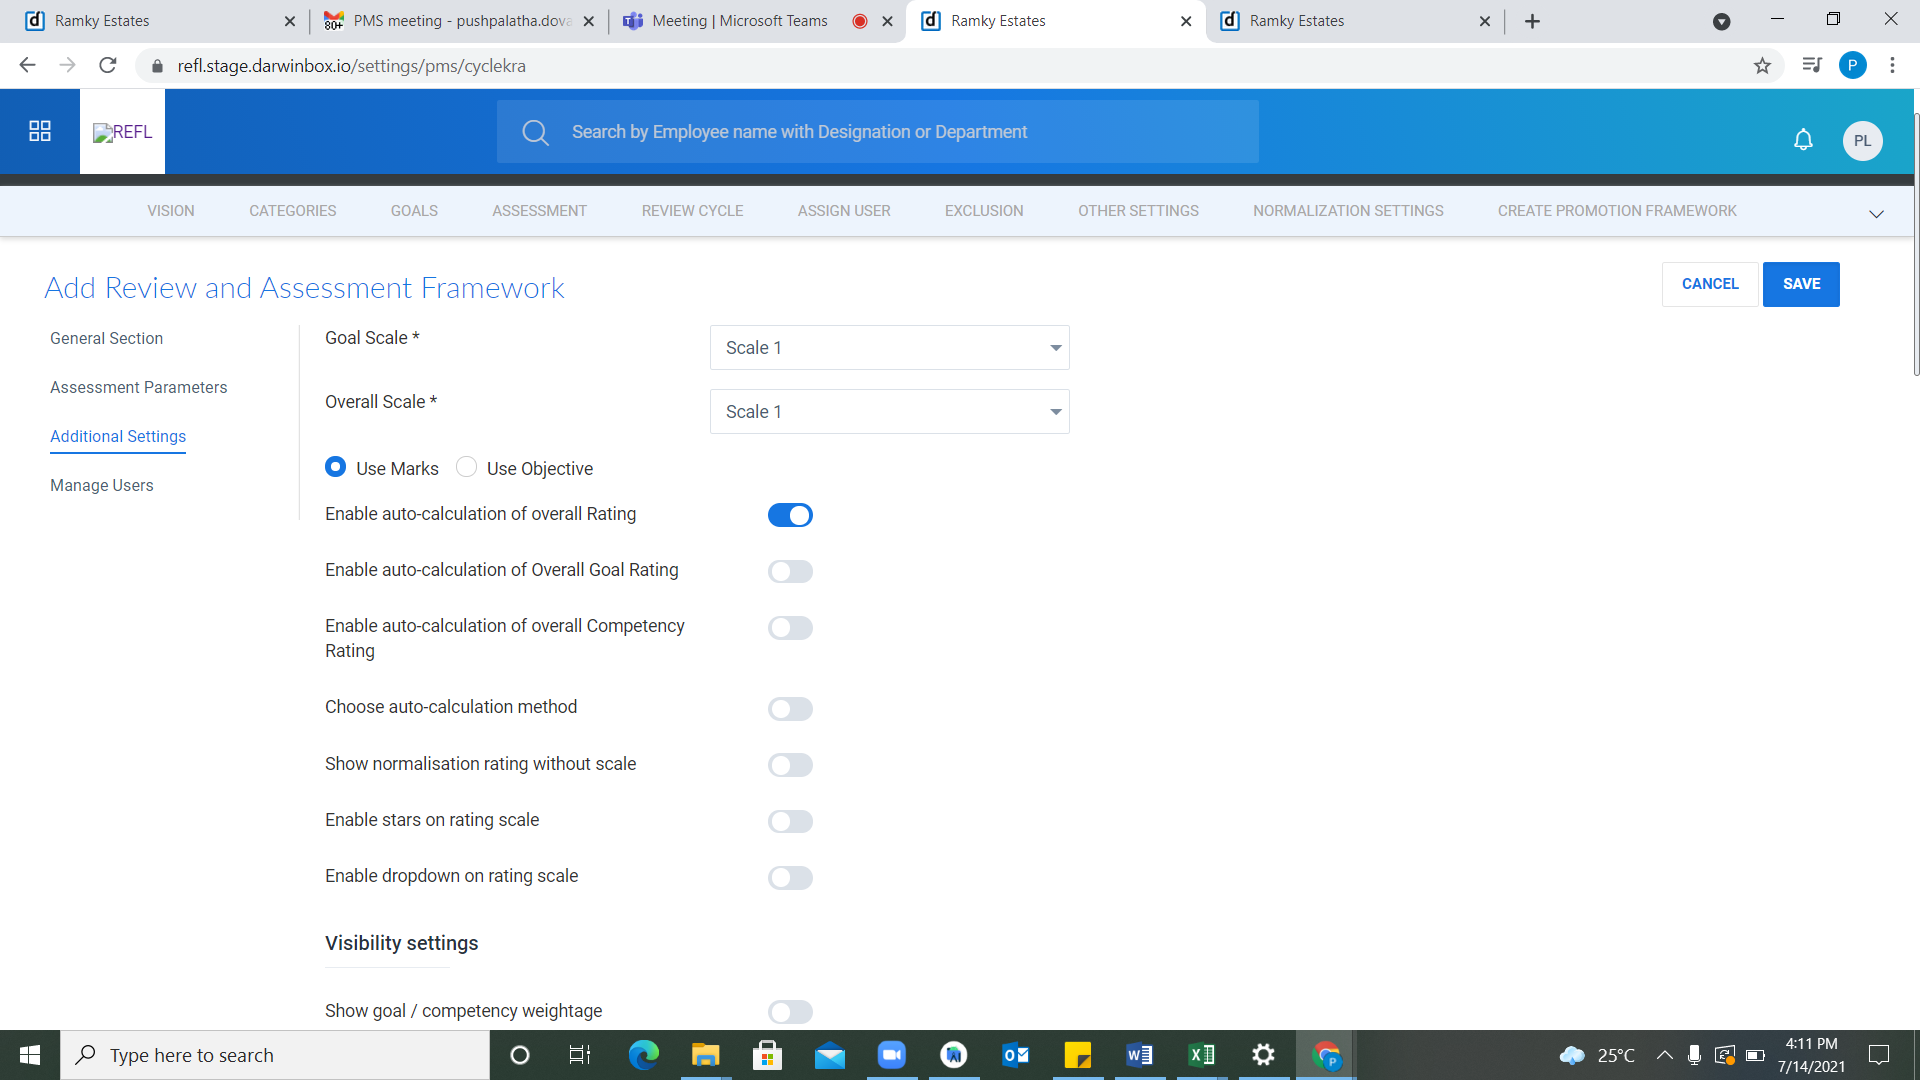 Ramky Estates
PMS meeting - pushpalatha.dova
Meeting | Microsoft Teams
Ramky Estates
Ramky Estates
refl.stage.darwinbox.io/settings/pms/cyclekra
P
REFL
Search by Employee name with Designation or Department
PL
VISION
CATEGORIES
GOALS
ASSESSMENT
REVIEW CYCLE
ASSIGN USER
EXCLUSION
OTHER SETTINGS
NORMALIZATION SETTINGS
CREATE PROMOTION FRAMEWORK
Add Review and Assessment Framework
CANCEL
SAVE
General Section
Assessment Parameters
Additional Settings
Manage Users
Goal Scale *
Scale 1
Overall Scale *
Scale 1
Use Marks
Use Objective
Enable auto-calculation of overall Rating
Enable auto-calculation of Overall Goal Rating
Enable auto-calculation of overall Competency
Rating
Choose auto-calculation method
Show normalisation rating without scale
Enable stars on rating scale
Enable dropdown on rating scale
Visibility settings
Show goal / competency weightage
Type here to search
25°C
4:11 PM
7/14/2021